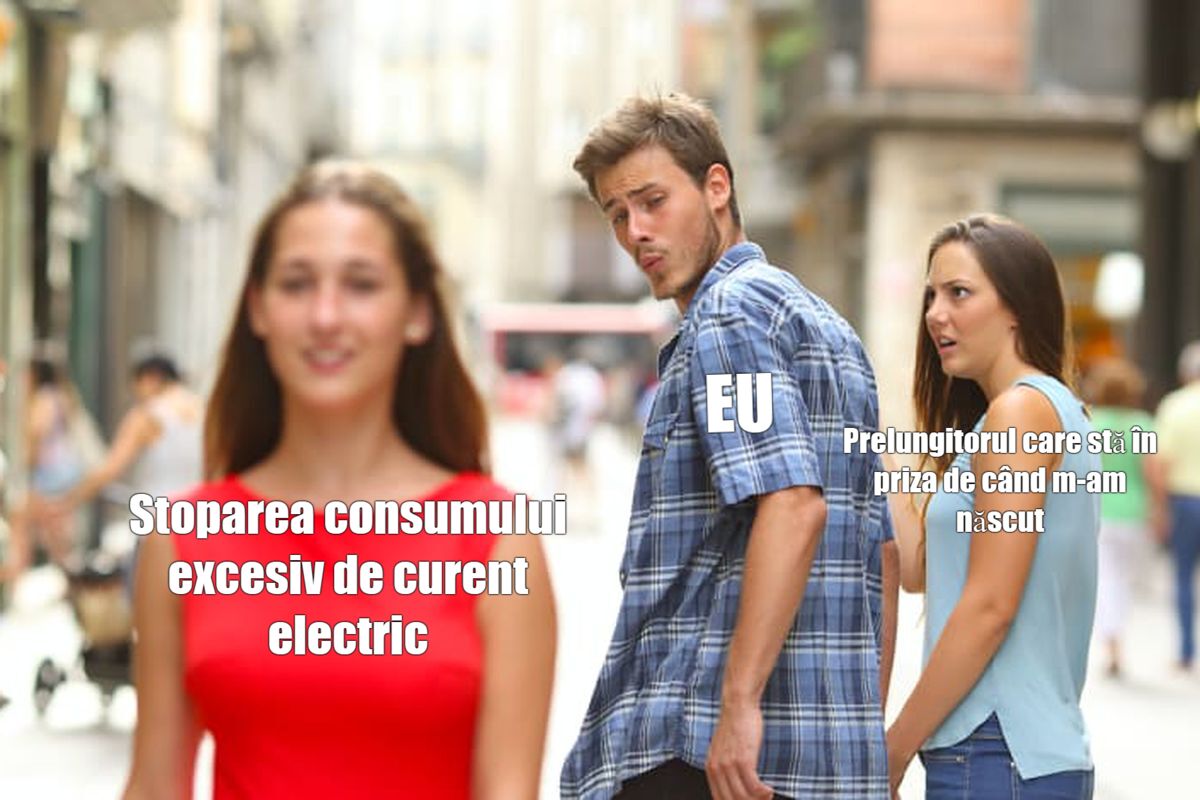 Stoparea consumului
excesiv de curent
electric
EU
Prelungitorul care stă în
priza de când m-am
născut